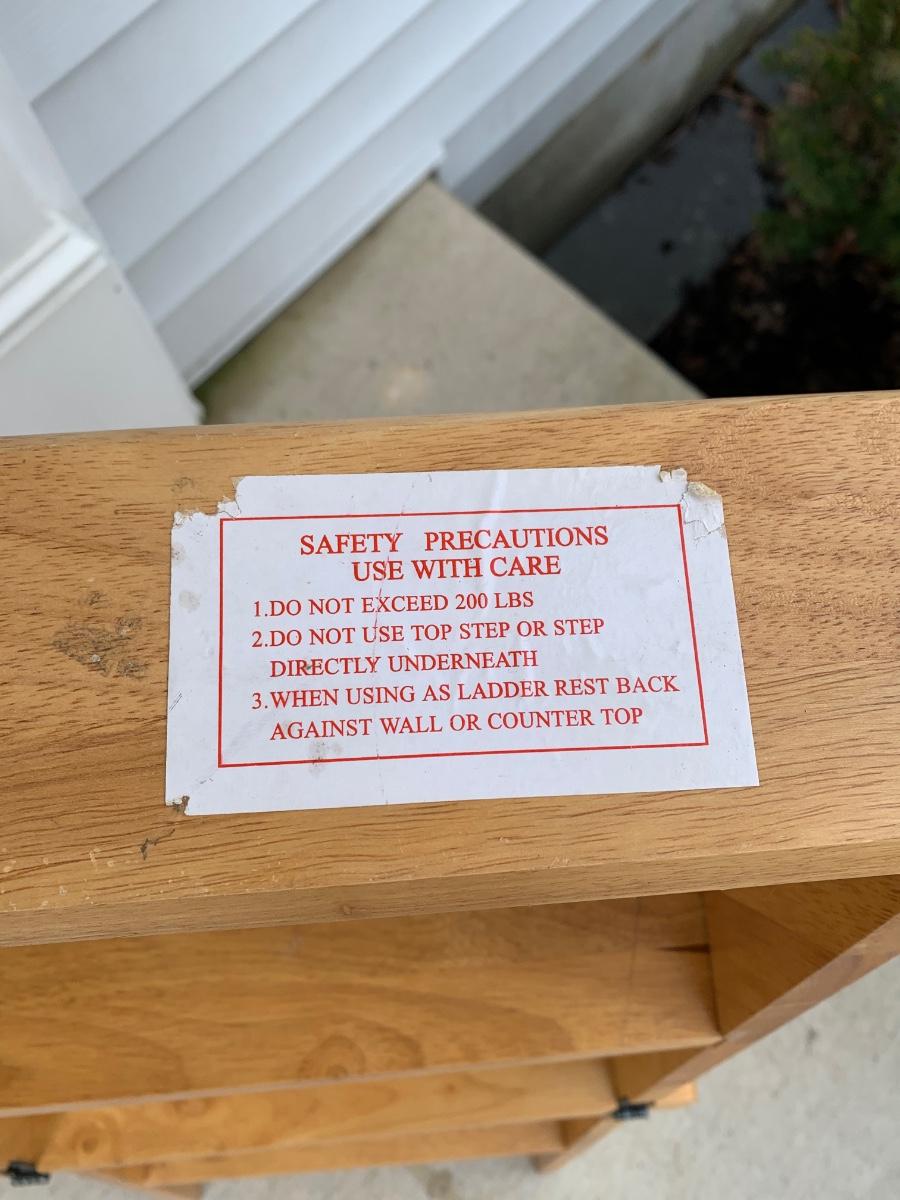 SAFETY PRECAUTIONS
USE WITH CARE
1.DO NOT EXCEED 200 LBS
2.DO NOT USE TOP STEP OR STEP
DIRECTLY UNDERNEATH
3.WHEN USING AS LADDER REST BACK
AGAINST WALL OR COUNTER TOP